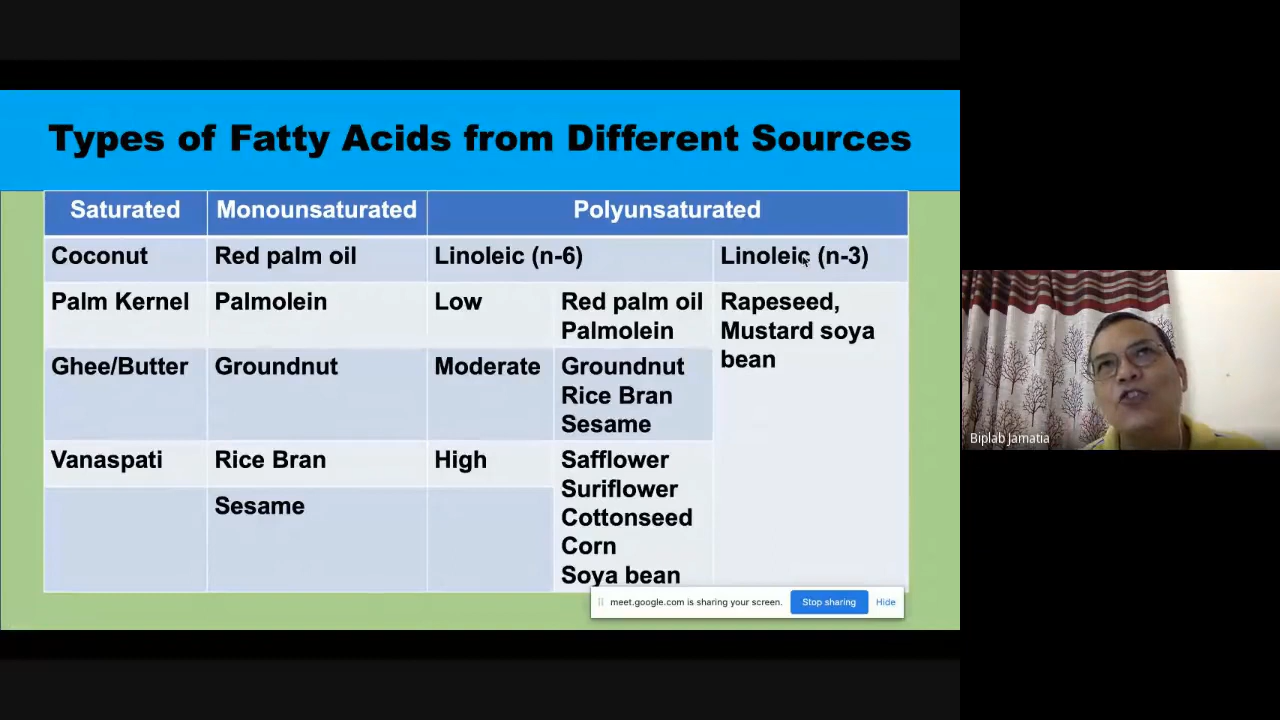 Types of Fatty Acids from Different Sources
Saturated Monounsaturated Polyunsaturated
Coconut Red palm oil Linoleic (n-6) Linoleic (n-3)
Palm Kernel Palmolein Low Red palm oil Rapeseed,
Palmolein Mustard soya
bean
Ghee/Butter Groundnut Moderate Groundnut
Rice Bran
Sesame
Vanaspati Rice Bran High Safflower
Sesame Suriflower
Cottonseed
Corn
Soya bean
meet.google.com is sharing your screen. Stop sharing Hide
Biplab Jamatia